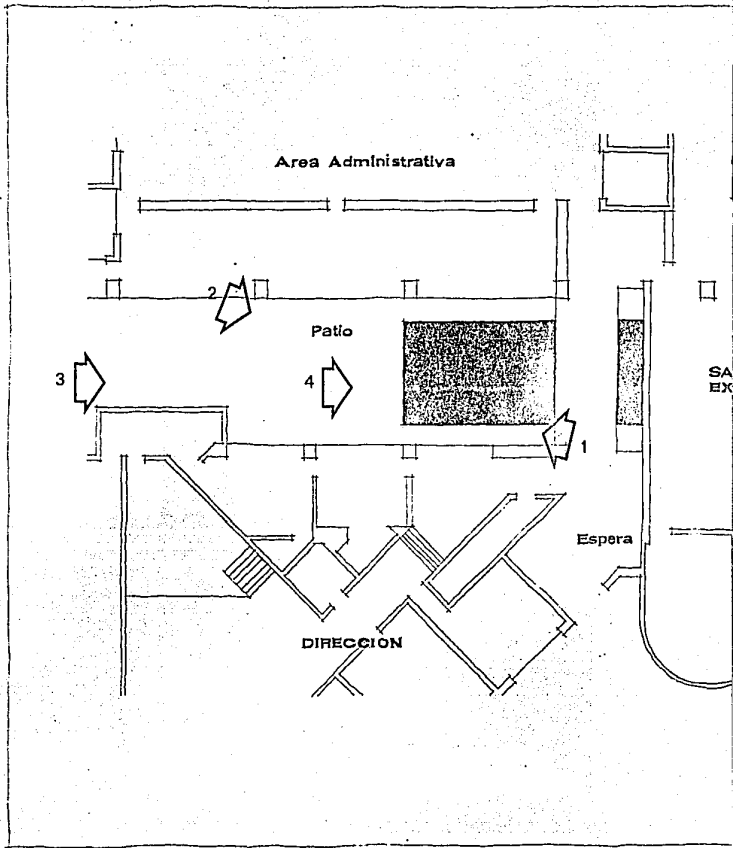 Area Administrativa
2
Patio
3
4
SA
EX
1
Espera
DIRECCION